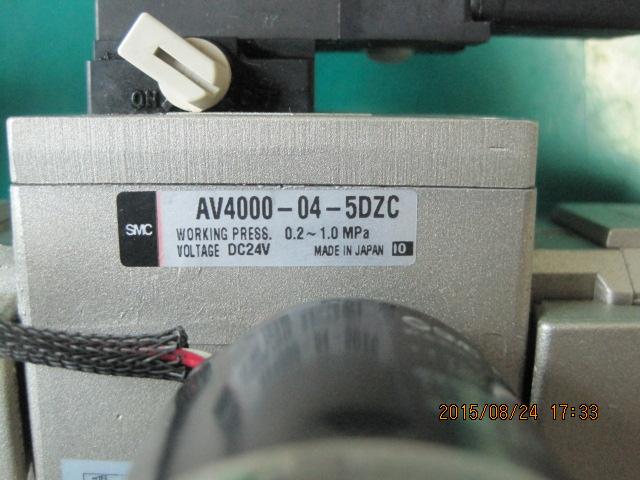 ON
SMC
AV4000-04-5DZC
WORKING PRESS. 0.2~1.0 MPa
VOLTAGE DC24V MADE IN JAPAN IO
2015/08/24 17:33